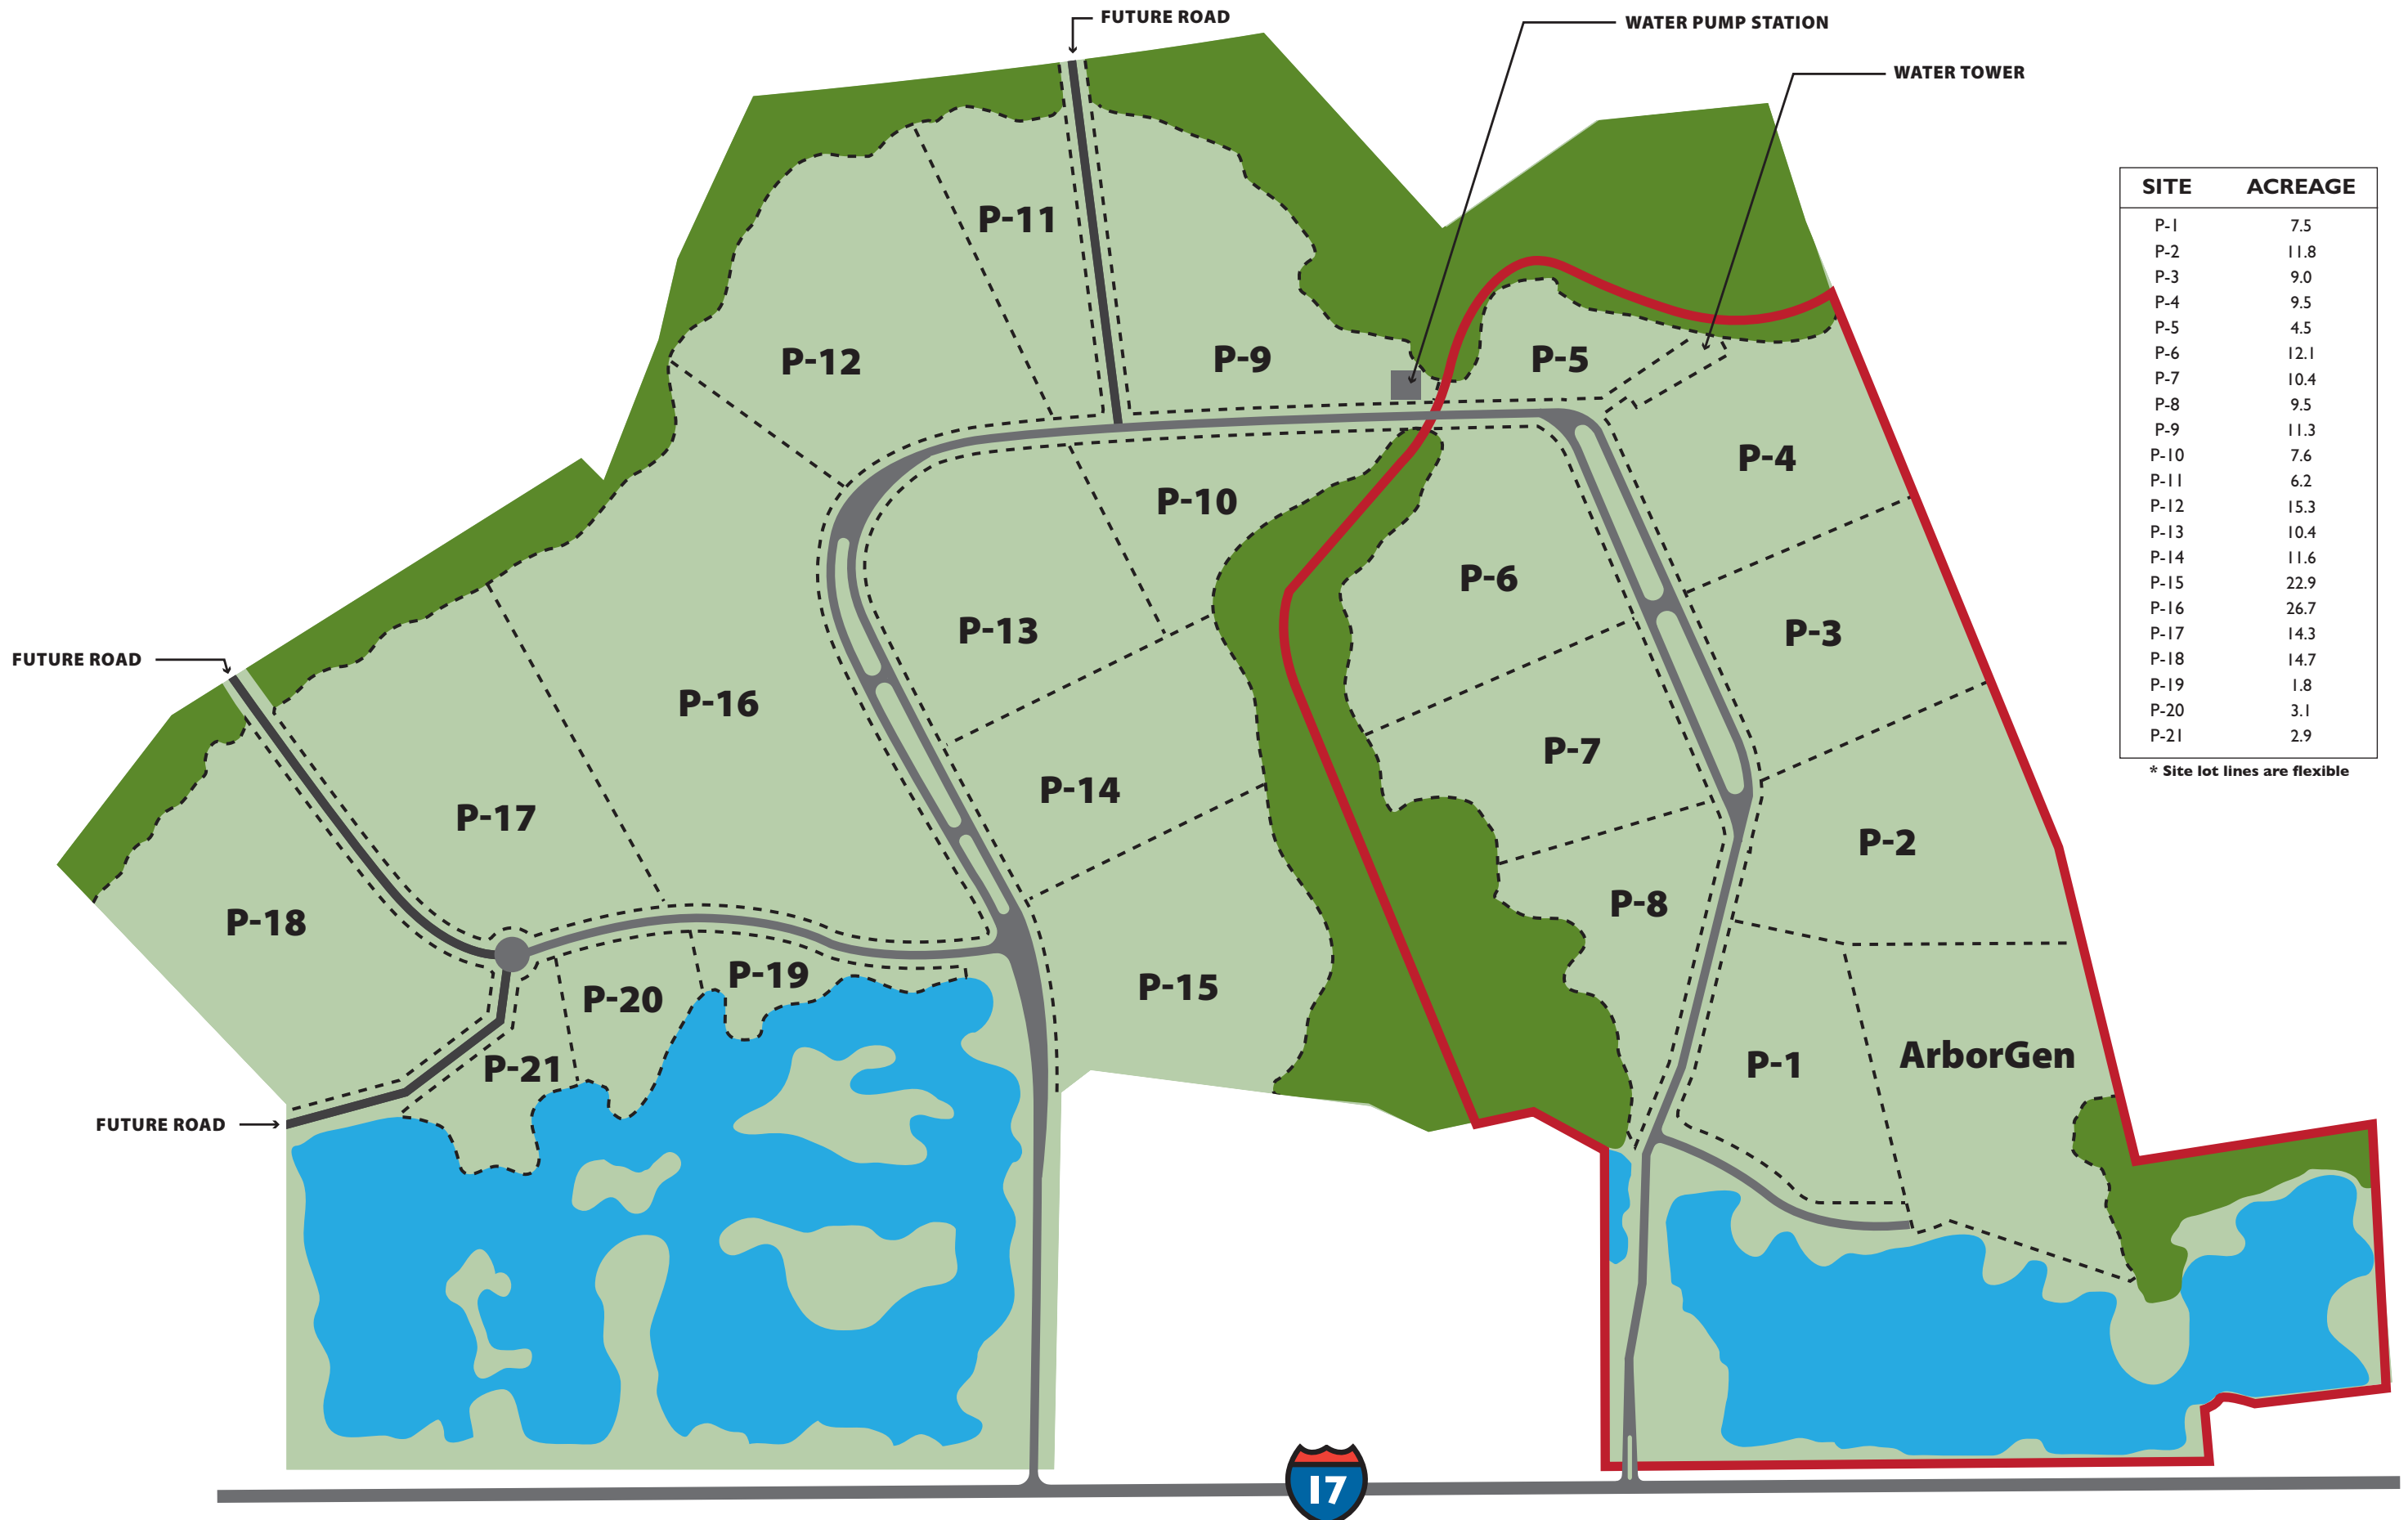 FUTURE ROAD
WATER PUMP STATION
WATER TOWER
SITE ACREAGE
P-1 7.5
P-2 11.8
P-3 9.0
P-4 9.5
P-5 4.5
P-6 12.1
P-7 10.4
P-8 9.5
P-9 11.3
P-10 7.6
P-11 6.2
P-12 15.3
P-13 10.4
P-14 11.6
P-15 22.9
P-16 26.7
P-17 14.3
P-18 14.7
P-19 1.8
P-20 3.1
P-21 2.9
* Site lot lines are flexible
P-11
P-12
P-9
P-5
P-4
P-10
P-6
P-13
P-3
FUTURE ROAD
P-16
P-7
P-14
P-17
P-2
P-8
P-18
P-19
P-15
P-20
P-21
P-1
ArborGen
FUTURE ROAD
17